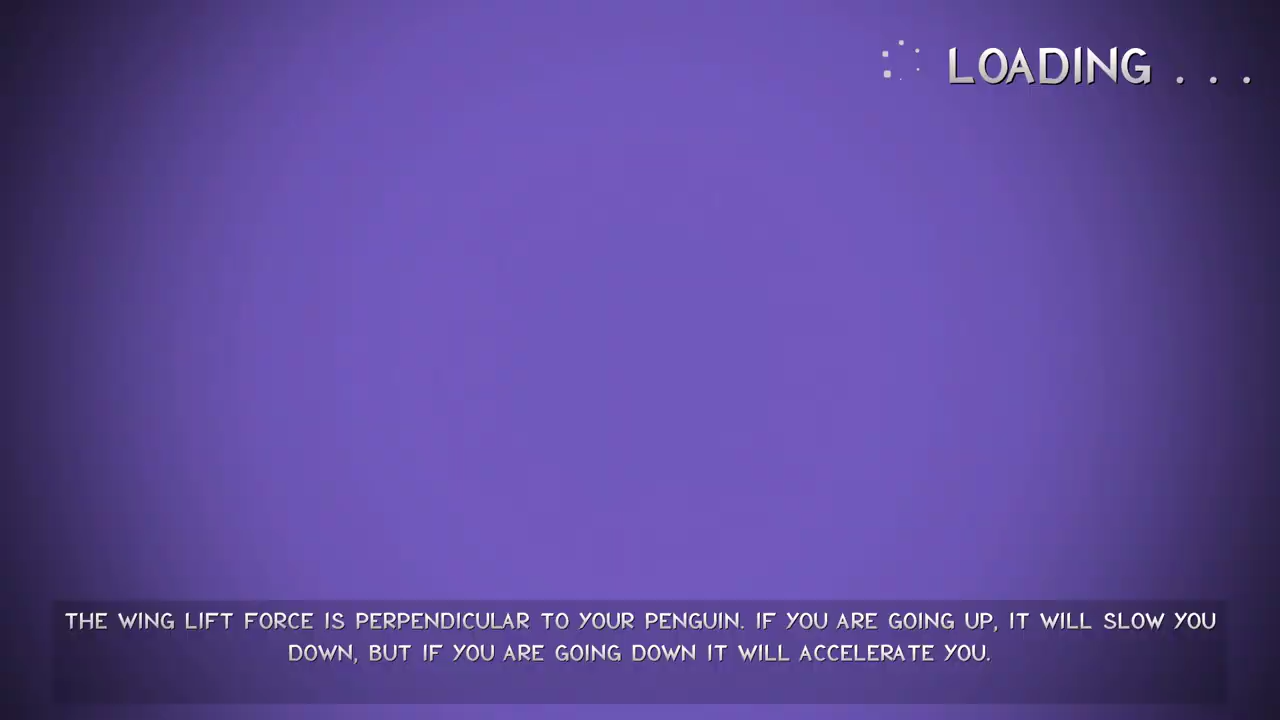 LOADING . . .
THE WING LIFT FORCE IS PERPENDICULAR TO YOUR PENGUIN. IF YOU ARE GOING UP, IT WILL SLOW YOU
DOWN, BUT IF YOU ARE GOING DOWN IT WILL ACCELERATE YOU.